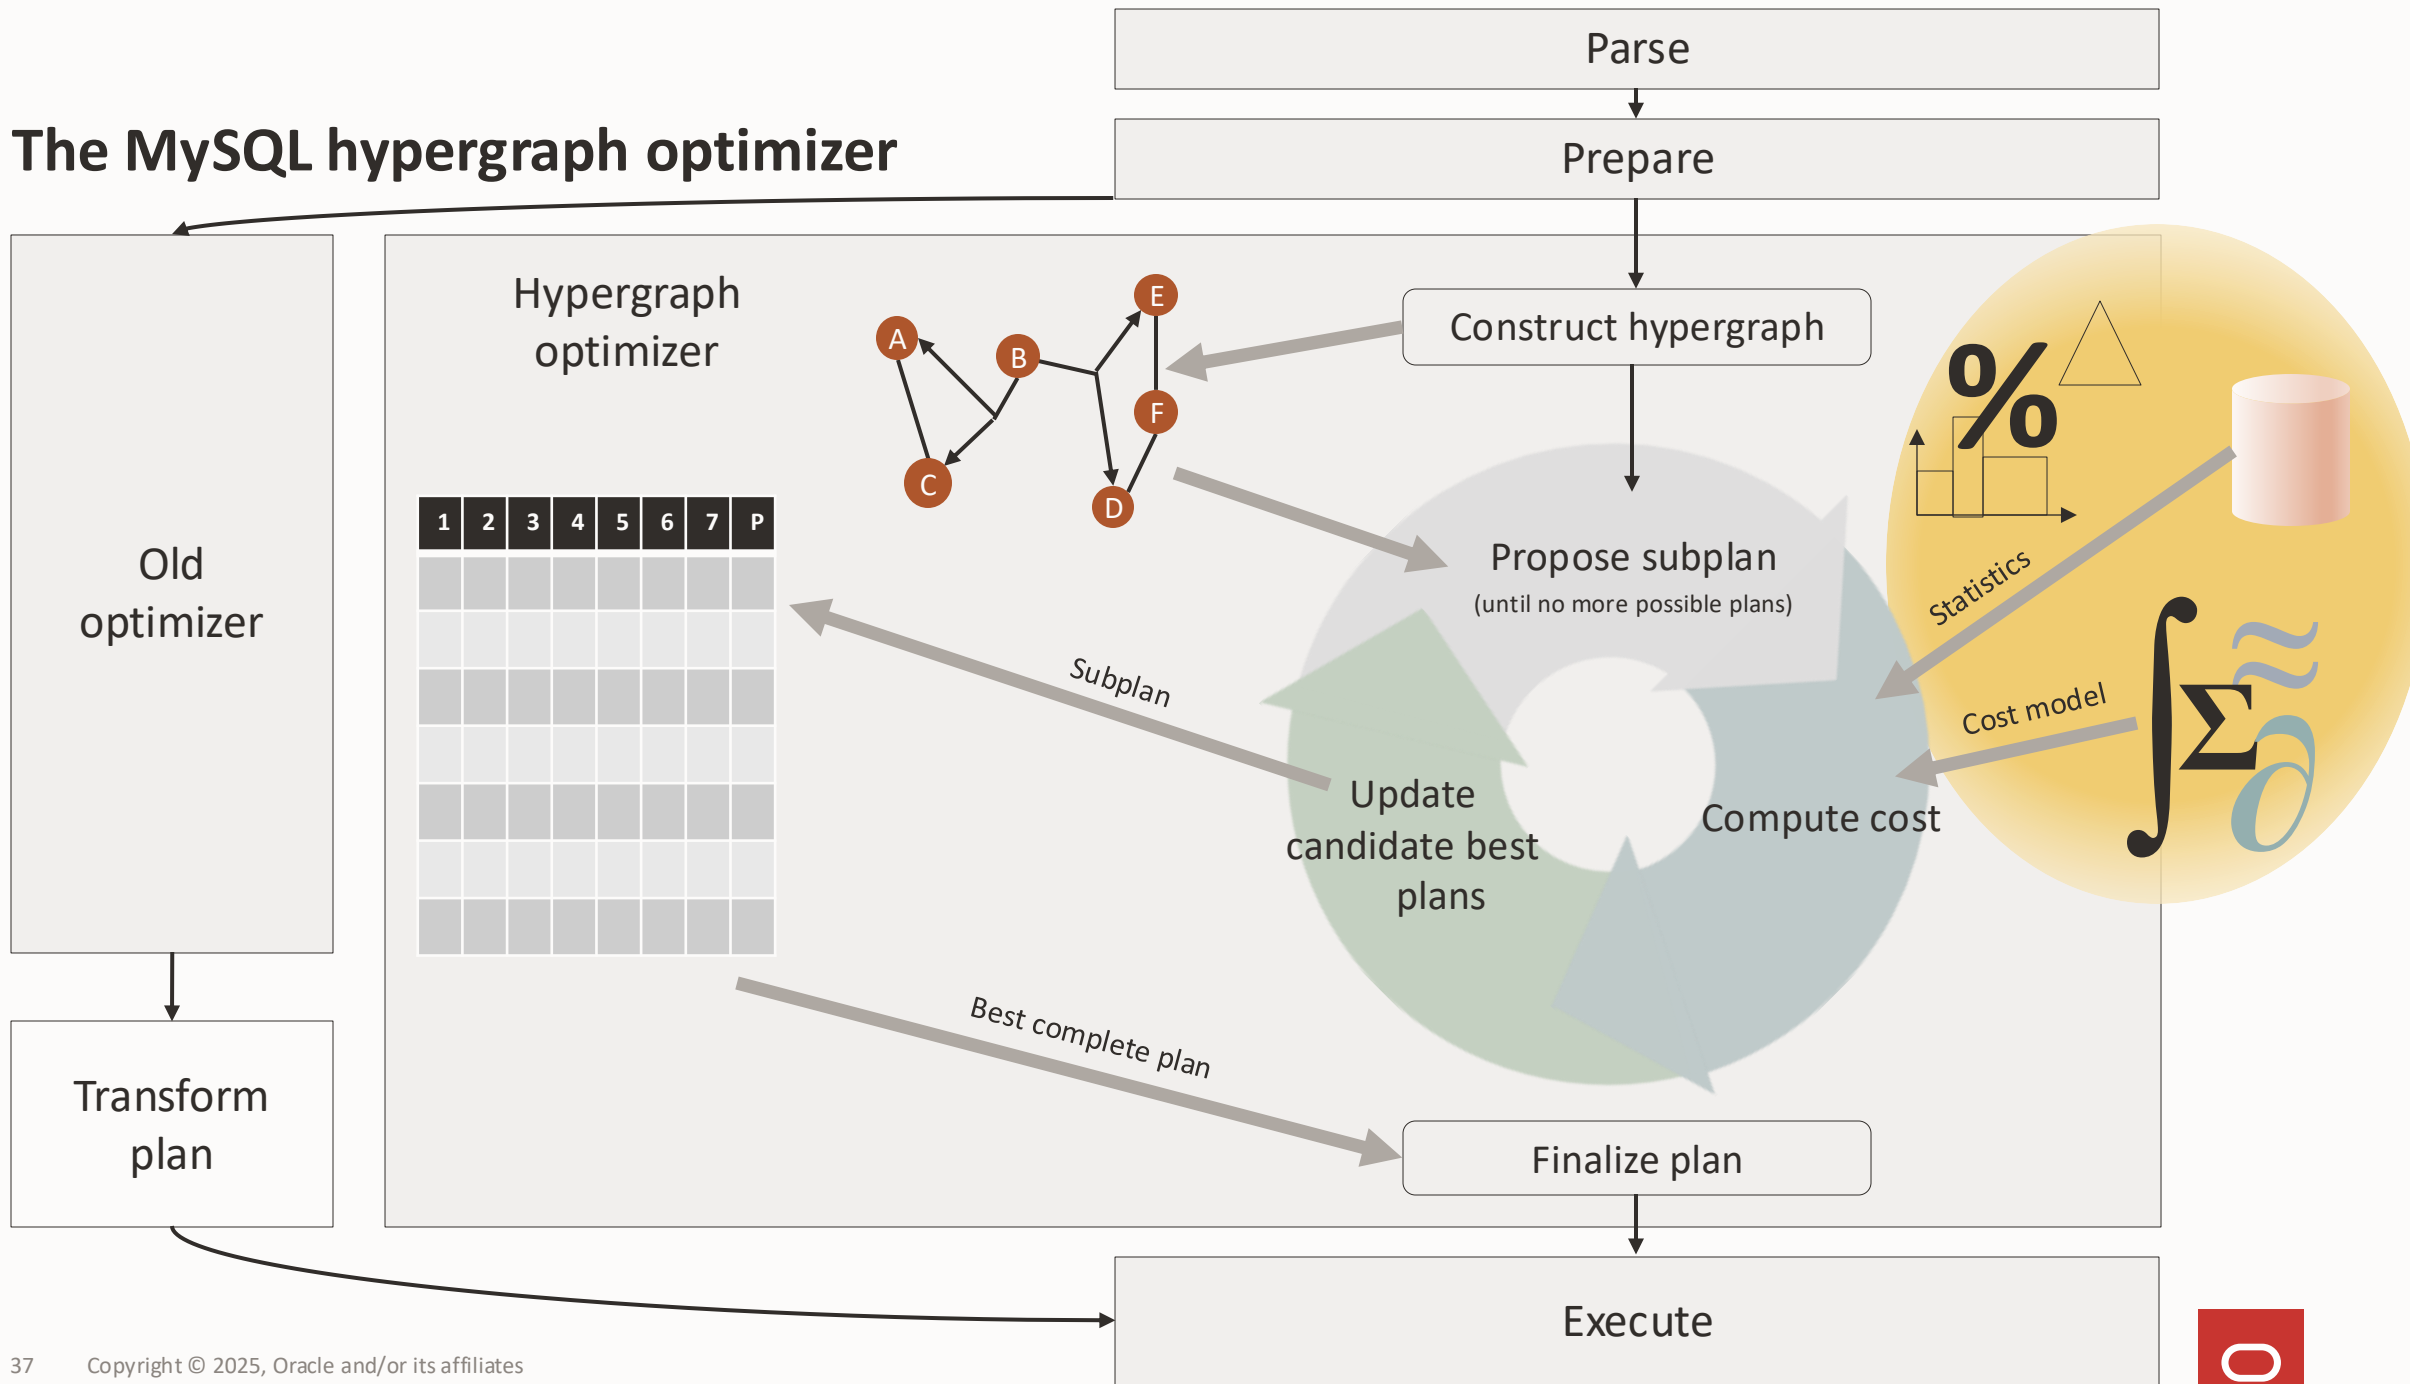 Parse
The MySQL hypergraph optimizer
Prepare
Old
optimizer
Transform
plan
Hypergraph
optimizer
A
B
C
E
F
D
Construct hypergraph
1 2 3 4 5 6 7 P
Propose subplan
(until no more possible plans)
%
Statistics
Cost model
∫
Σ
≈
≈
∂
Compute cost
Subplan
Update
candidate best
plans
Best complete plan
Finalize plan
Execute
37 Copyright © 2025, Oracle and/or its affiliates